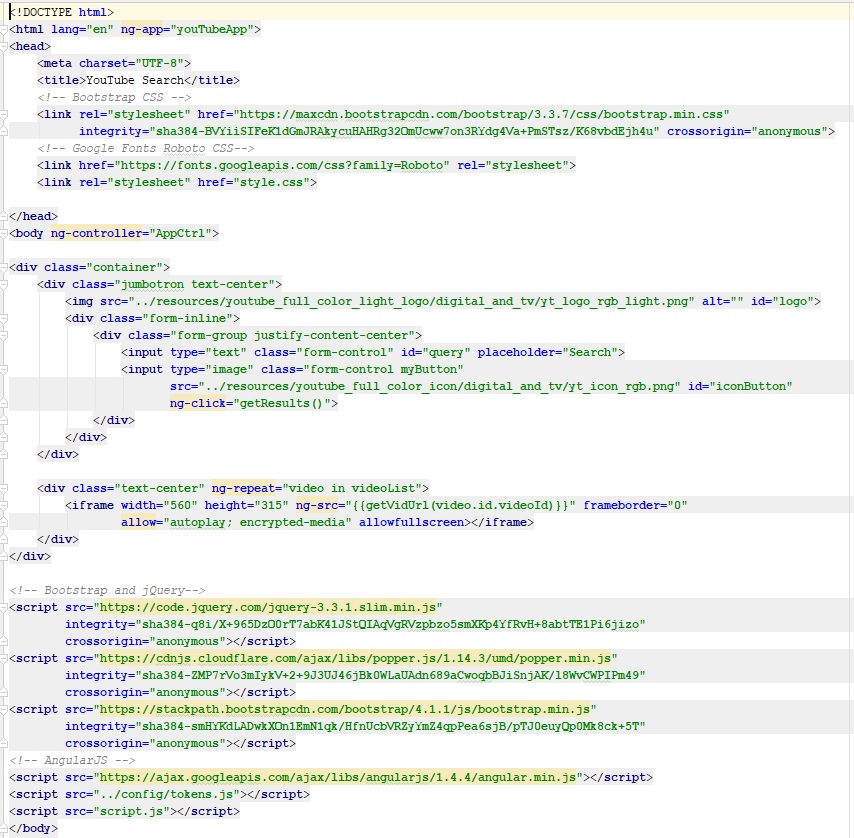 <!DOCTYPE html>
<html lang="en" ng-app="youTubeApp">
<head>
    <meta charset="UTF-8">
    <title>YouTube Search</title>
    <!-- Bootstrap CSS -->
    <link rel="stylesheet" href="https://maxcdn.bootstrapcdn.com/bootstrap/3.3.7/css/bootstrap.min.css"
          integrity="sha384-BVYiiSIFeK1dGmJRAkycuHAHRg32OmUcww7on3RYdg4Va+PmSTsz/K68vbdEjh4u" crossorigin="anonymous">
    <!-- Google Fonts Roboto CSS-->
    <link href="https://fonts.googleapis.com/css?family=Roboto" rel="stylesheet">
    <link rel="stylesheet" href="style.css">
</head>
<body ng-controller="AppCtrl">
<div class="container">
    <div class="jumbotron text-center">
        <img src="../resources/youtube_full_color_light_logo/digital_and_tv/yt_logo_rgb_light.png" alt="" id="logo">
        <div class="form-inline">
            <div class="form-group justify-content-center">
                <input type="text" class="form-control" id="query" placeholder="Search">
                <input type="image" class="form-control myButton"
                       src="../resources/youtube_full_color_icon/digital_and_tv/yt_icon_rgb.png" id="iconButton"
                       ng-click="getResults()">
            </div>
        </div>
    </div>
    <div class="text-center" ng-repeat="video in videoList">
        <iframe width="560" height="315" ng-src="{{getVidUrl(video.id.videoId)}}" frameborder="0"
                allow="autoplay; encrypted-media" allowfullscreen></iframe>
    </div>
</div>
<!-- Bootstrap and jQuery-->
<script src="https://code.jquery.com/jquery-3.3.1.slim.min.js"
        integrity="sha384-q8i/X+965DzO0rT7abK41JStQIAqVgRVzpbzo5smXKp4YfRvH+8abtTE1Pi6jizo"
        crossorigin="anonymous"></script>
<script src="https://cdnjs.cloudflare.com/ajax/libs/popper.js/1.14.3/umd/popper.min.js"
        integrity="sha384-ZMP7rVo3mIykV+2+9J3UJ46jBk0WLaUAdn689aCwoqbBJiSnjAK/l8WvCWPIPm49"
        crossorigin="anonymous"></script>
<script src="https://stackpath.bootstrapcdn.com/bootstrap/4.1.1/js/bootstrap.min.js"
        integrity="sha384-smHYKdLADwkXOn1EmN1qk/HfnUcbVRZyYmZ4qpPea6sjB/pTJ0euyQp0Mk8ck+5T"
        crossorigin="anonymous"></script>
<!-- AngularJS -->
<script src="https://ajax.googleapis.com/ajax/libs/angularjs/1.4.4/angular.min.js"></script>
<script src="../config/tokens.js"></script>
<script src="script.js"></script>
</body>